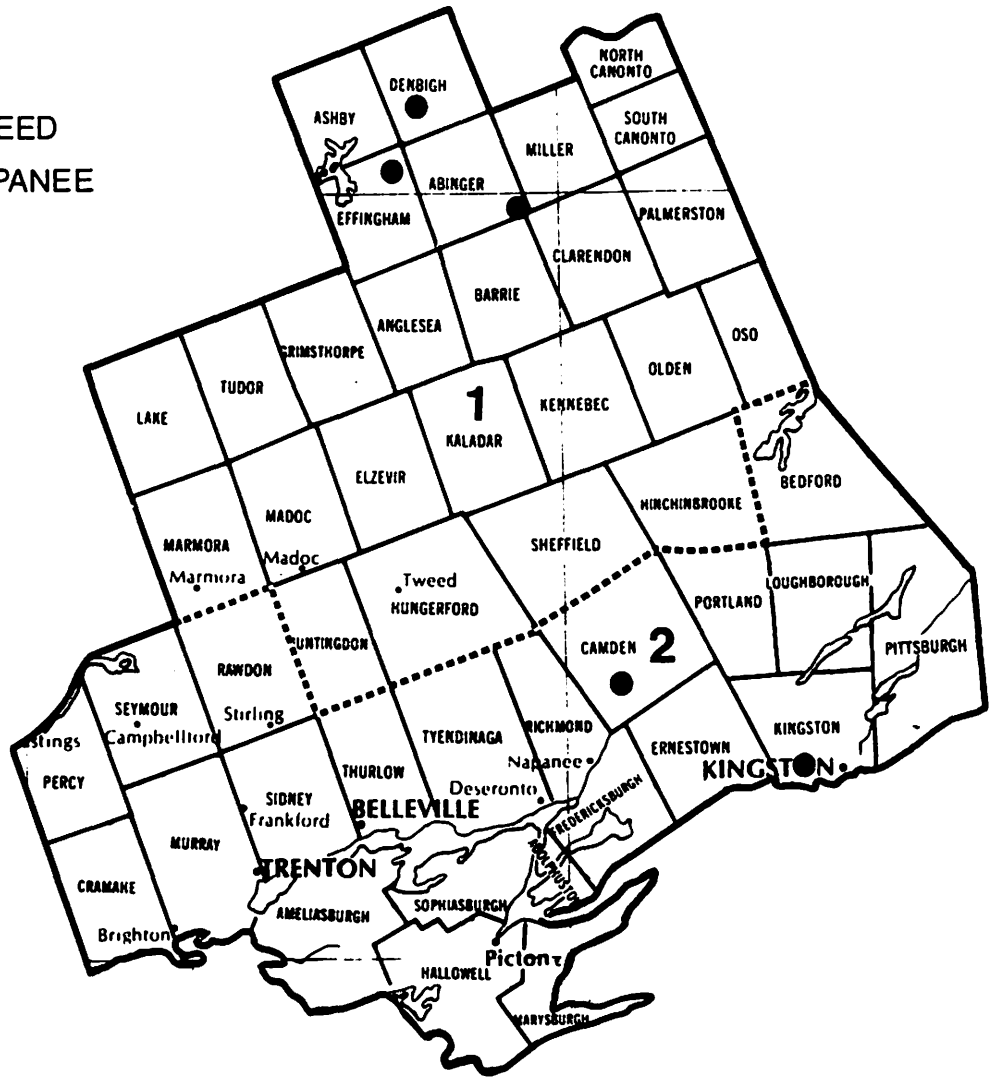 EED
PANEE
NORTH
CANONTO
DENBIGH
ASHBY
SOUTH
CANONTO
MILLER
ABINGER
EFFINGHAM
PALMERSTON
CLARENDON
BARRIE
ANGLESEA
GRIMSTHORPE
OSO
OLDEN
TUDOR
LAKE
1
KENNEBEC
KALADAR
ELZEVIR
BEDFORD
HINCHINBROOKE
MADOC
MARMORA
SHEFFIELD
Madoc
Marmora
Tweed
HUNGERFORD
LOUGHBOROUGH
PORTLAND
UNTINGDON
CAMDEN
2
PITTSBURGH
RAWDON
SEYMOUR
Stirling
Campbellford
stings
TYENDINAGA
RICHMOND
KINGSTON
ERNESTOWN
PERCY
THURLOW
Napanee
KINGSTON
Deseronto
SIDNEY
Frankford
BELLEVILLE
FREDERICKSBURGH
MURRAY
TRENTON
ADOLPHUSTO
CRAMAHE
SOPHIASBURGH
AMELIASBURGH
Brighton
Picton
HALLOWELL
MARYSBURGH